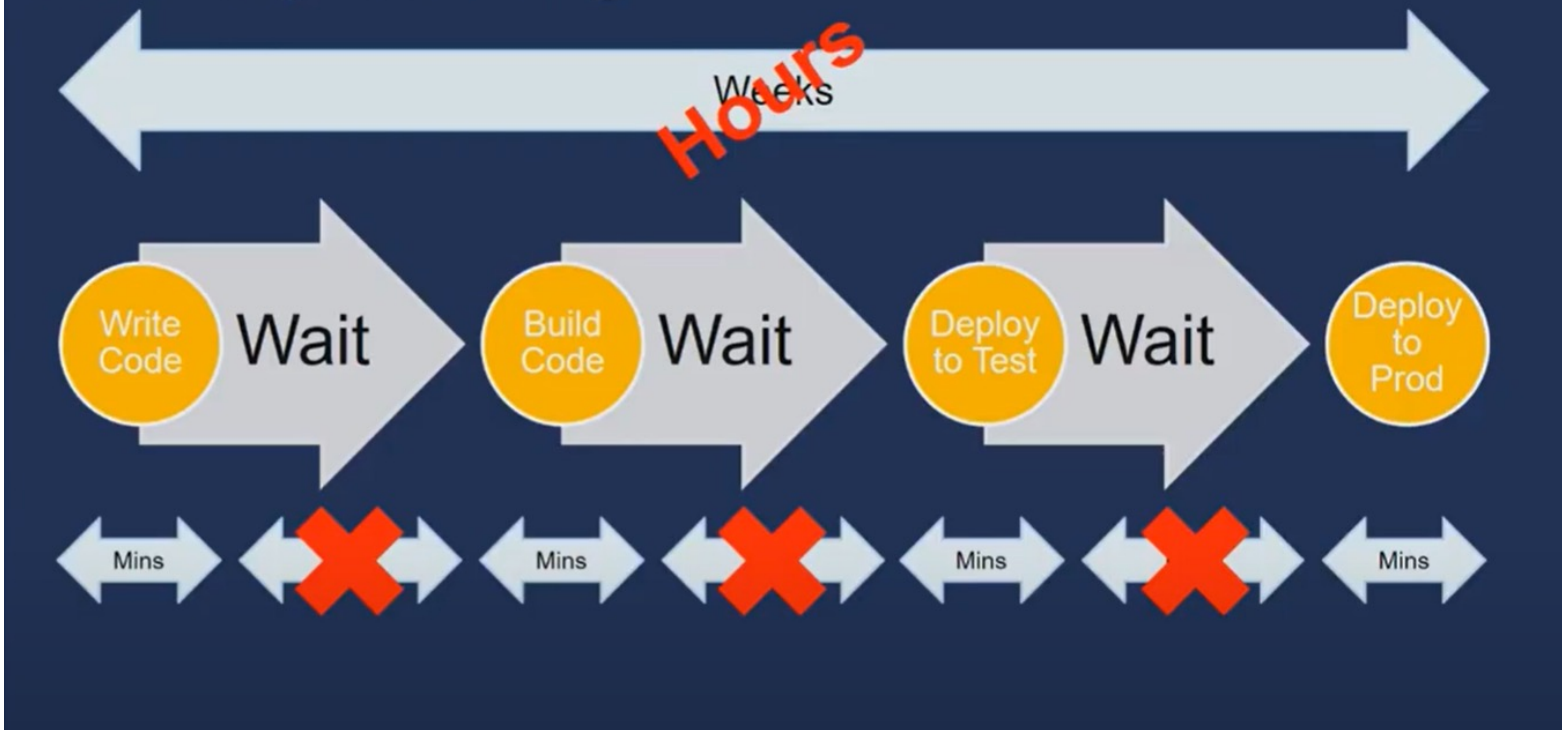 Weeks
Hours
Write
Code
Wait
Build
Code
Wait
Deploy
to Test
Wait
Deploy
to
Prod
Mins
Mins
Mins
Mins